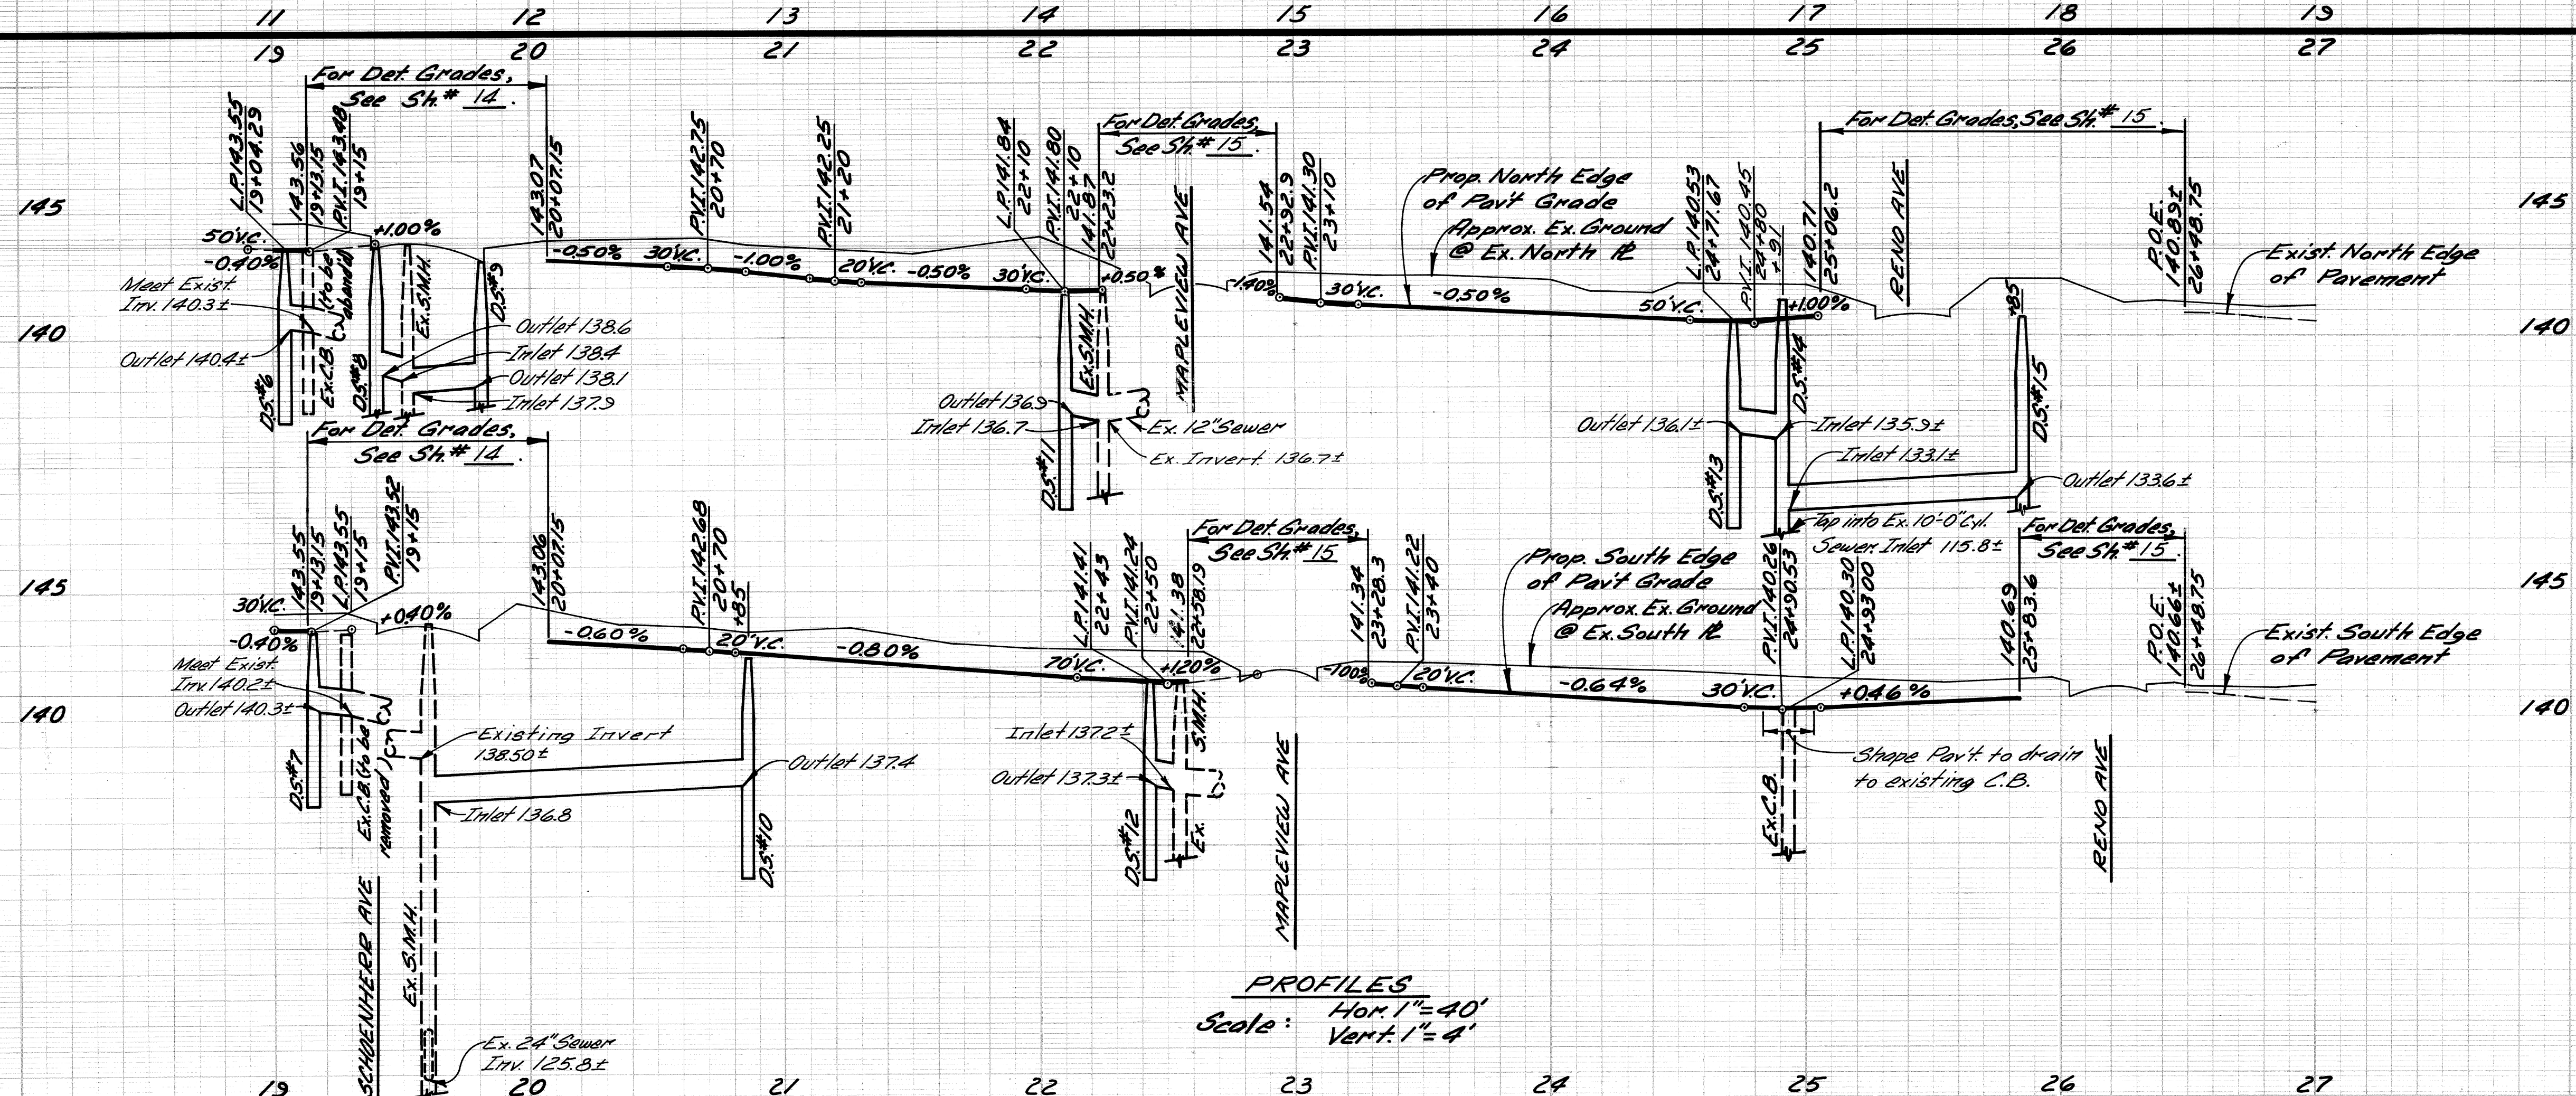 11 12 13 14 15 16 17 18 19
19 20 21 22 23 24 25 26 27
For Det. Grades,
See Sh.# 14.
L.P. 143.55
19+04.29
143.56
19+13.15
P.V.I. 143.48
19+15
143.07
20+07.15
P.V.I. 142.75
20+70
P.V.I. 142.25
21+20
L.P. 141.84
22+10
P.V.I. 141.80
22+10
141.87
22+23.2
For Det. Grades,
See Sh.# 15.
MAPLEVIEW AVE
141.54
22+92.9
P.V.I. 141.30
23+10
Prop. North Edge
of Pav't Grade
Approx. Ex. Ground
@ Ex. North PL
L.P. 140.53
24+71.67
P.V.I. 140.45
24+80
+91
140.71
25+06.2
For Det. Grades, See Sh.# 15.
RENO AVE
P.O.E.
140.89±
26+48.75
Exist. North Edge
of Pavement
145
145
140
140
50'V.C.
-0.40%
+1.00%
-0.50%
30'V.C.
-1.00%
20'V.C.
-0.50%
30'V.C.
+0.50%
-1.40%
30'V.C.
-0.50%
50'V.C.
+1.00%
+85
Meet Exist
Inv. 140.3±
Outlet 140.4±
D.S.#6
Ex.C.B. (to be
aband'd)
D.S.#8
Ex.S.M.H.
D.S.#9
Outlet 138.6
Inlet 138.4
Outlet 138.1
Inlet 137.9
Outlet 136.9
Inlet 136.7
D.S.#11
Ex.S.M.H.
Ex. 12" Sewer
Ex. Invert 136.7±
Outlet 136.1±
D.S.#13
D.S.#14
Inlet 135.9±
Inlet 133.1±
Tap into Ex. 10'-0" Cyl.
Sewer. Inlet 115.8±
D.S.#15
Outlet 133.6±
For Det. Grades,
See Sh.# 14.
143.55
19+13.15
L.P. 143.55
19+15
P.V.I. 143.52
19+15
143.06
20+07.15
P.V.I. 142.68
20+70
+85
L.P. 141.41
22+43
P.V.I. 141.24
22+50
141.38
22+58.19
For Det. Grades,
See Sh.# 15
141.34
23+28.3
P.V.I. 141.22
23+40
Prop. South Edge
of Pav't Grade
Approx. Ex. Ground
@ Ex. South PL
P.V.I. 140.26
24+90.53
L.P. 140.30
24+93.00
For Det. Grades,
See Sh.# 15.
140.69
25+83.6
P.O.E.
140.66±
26+48.75
Exist. South Edge
of Pavement
145
145
140
140
30'V.C.
-0.40%
+0.40%
-0.60%
20'V.C.
-0.80%
70'V.C.
+1.20%
-1.00%
20'V.C.
-0.64%
30'V.C.
+0.46%
Meet Exist.
Inv. 140.2±
Outlet 140.3±
D.S.#7
Ex.C.B. (to be
removed)
Existing Invert
138.50±
Inlet 136.8
Outlet 137.4
D.S.#10
Inlet 137.2±
Outlet 137.3±
D.S.#12
Ex. S.M.H.
MAPLEVIEW AVE
Ex.C.B.
Shape Pav't. to drain
to existing C.B.
RENO AVE
SCHOENHERR AVE
Ex. S.M.H.
Ex. 24" Sewer
Inv. 125.8±
PROFILES
Scale: Hor. 1"=40'
Vert. 1"=4'
19 20 21 22 23 24 25 26 27